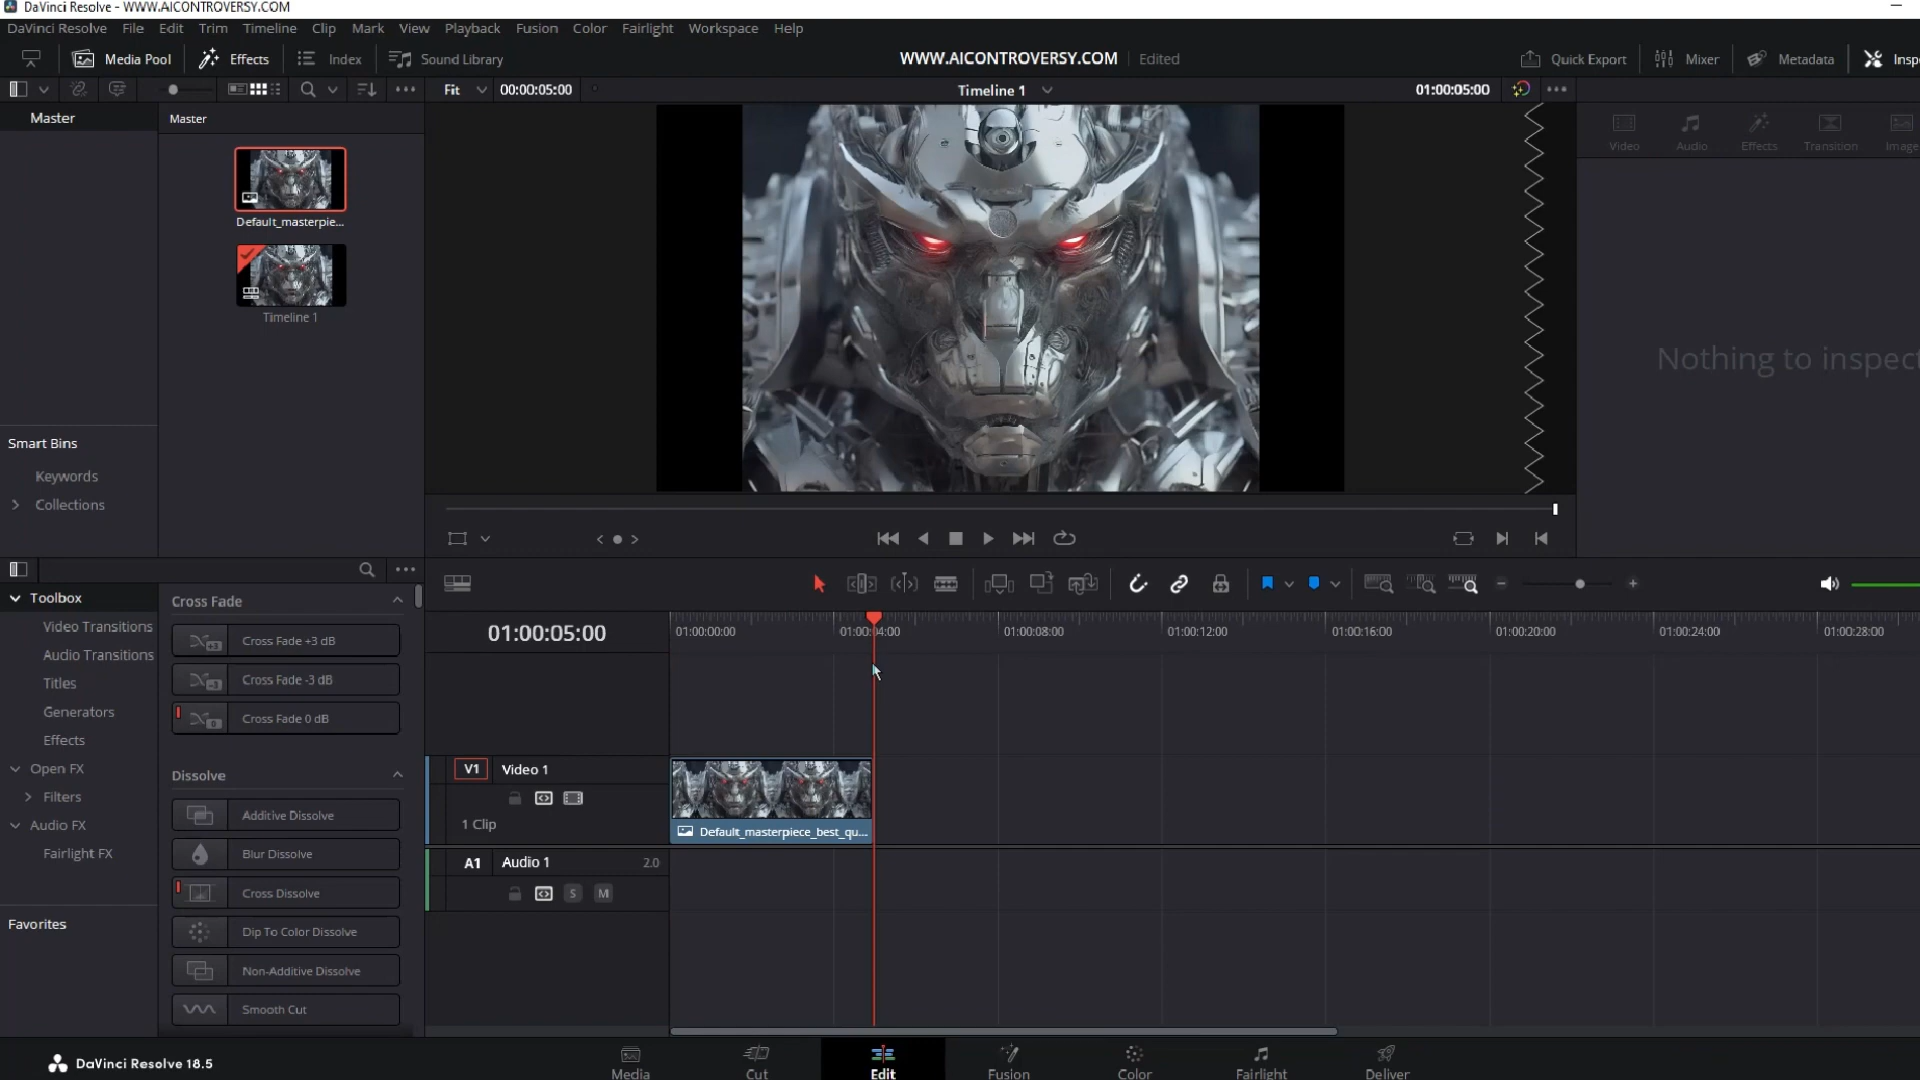 DaVinci Resolve - WWW.AICONTROVERSY.COM
DaVinci Resolve File Edit Trim Timeline Clip Mark View Playback Fusion Color Fairlight Workspace Help
Media Pool Effects Index Sound Library WWW.AICONTROVERSY.COM Edited Quick Export Mixer Metadata Inspe
Fit 00:00:05:00 Timeline 1 01:00:05:00
Master Master
Video Audio Effects Transition Image
Default_masterpie...
Timeline 1
Nothing to inspect
Smart Bins
Keywords
Collections
Toolbox
Video Transitions
Audio Transitions
Titles
Generators
Effects
Open FX
Filters
Audio FX
Fairlight FX
Favorites
Cross Fade
+3 Cross Fade +3 dB
-3 Cross Fade -3 dB
0 Cross Fade 0 dB
Dissolve
Additive Dissolve
Blur Dissolve
Cross Dissolve
Dip To Color Dissolve
Non-Additive Dissolve
Smooth Cut
01:00:05:00 01:00:00:00 01:00:04:00 01:00:08:00 01:00:12:00 01:00:16:00 01:00:20:00 01:00:24:00 01:00:28:00
V1 Video 1
1 Clip
Default_masterpiece_best_qu...
A1 Audio 1 2.0
S M
DaVinci Resolve 18.5
Media Cut Edit Fusion Color Fairlight Deliver